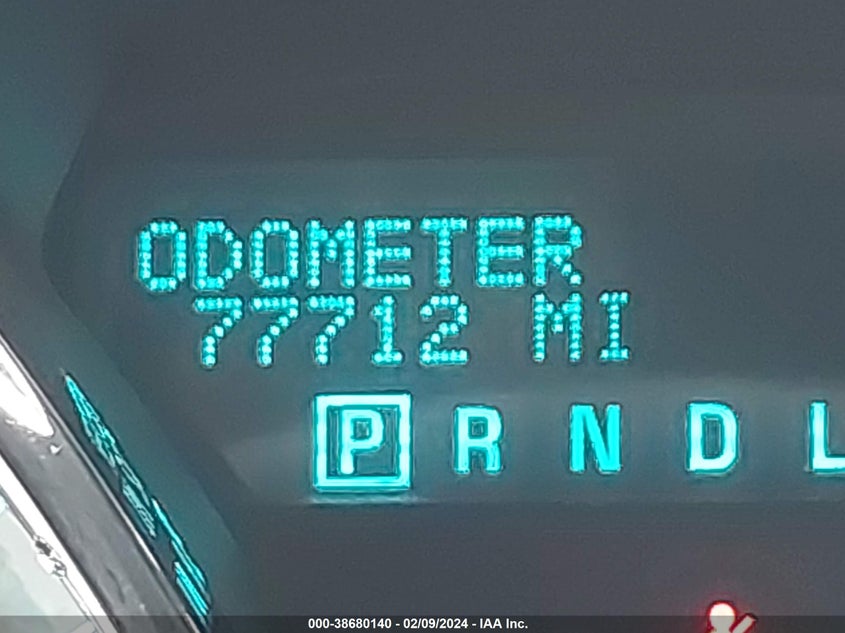 ODOMETER
77712 MI
P R N D L
000-38680140 - 02/09/2024 - IAA Inc.